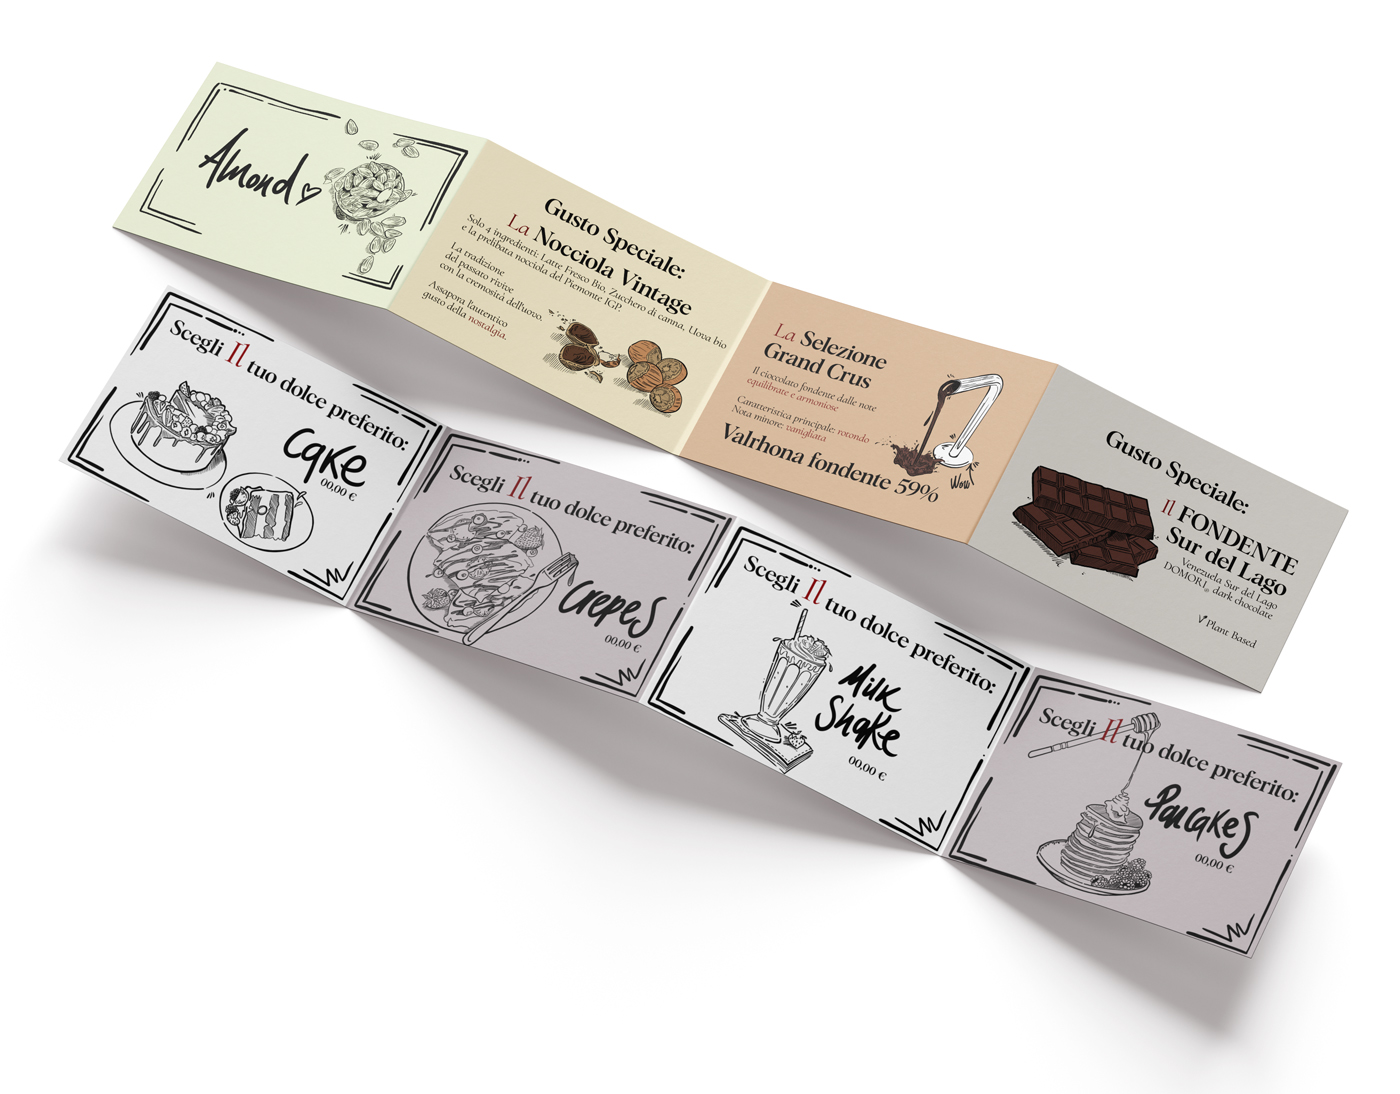 Almond
Gusto Speciale:
La Nocciola Vintage
Solo 4 ingredienti: Latte Fresco Bio, Zucchero di canna, Uova bio
e la prelibata nocciola del Piemonte IGP.
La tradizione
del passato rivive
con la cremosità dell'uovo.
Assapora l'autentico
gusto della nostalgia.
La Selezione
Grand Crus
Il cioccolato fondente dalle note
equilibrate e armoniose
Caratteristica principale: rotondo
Nota minore: vanigliata
Valrhona fondente 59%
Wow
Gusto Speciale:
Il FONDENTE
Sur del Lago
Venezuela Sur del Lago
DOMORI, dark chocolate
Plant Based
Scegli Il tuo dolce preferito:
Cake
00,00 €
Scegli Il tuo dolce preferito:
Crepes
00,00 €
Scegli Il tuo dolce preferito:
Milk
Shake
00,00 €
Scegli Il tuo dolce preferito:
Pancakes
00,00 €